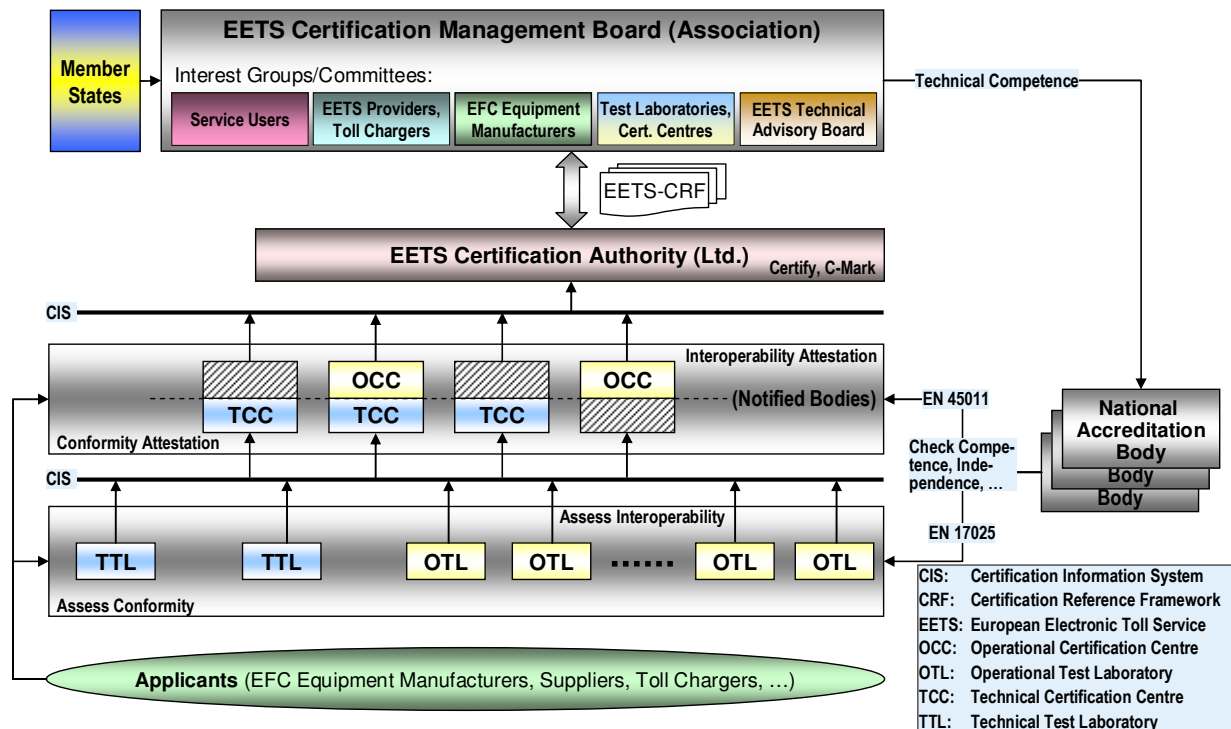 EETS Certification Management Board (Association)
Member
States
Interest Groups/Committees:
Service Users
EETS Providers,
Toll Chargers
EFC Equipment
Manufacturers
Test Laboratories,
Cert. Centres
EETS Technical
Advisory Board
Technical Competence
EETS-CRF
EETS Certification Authority (Ltd.)
Certify, C-Mark
CIS
Interoperability Attestation
OCC
OCC
(Notified Bodies)
TCC
TCC
TCC
Conformity Attestation
EN 45011
National
Accreditation
Body
Body
Body
Check Compe-
tence, Inde-
pendence, …
CIS
Assess Interoperability
EN 17025
TTL
TTL
OTL
OTL
......
OTL
OTL
Assess Conformity
Applicants (EFC Equipment Manufacturers, Suppliers, Toll Chargers, …)
CIS: Certification Information System
CRF: Certification Reference Framework
EETS: European Electronic Toll Service
OCC: Operational Certification Centre
OTL: Operational Test Laboratory
TCC: Technical Certification Centre
TTL: Technical Test Laboratory